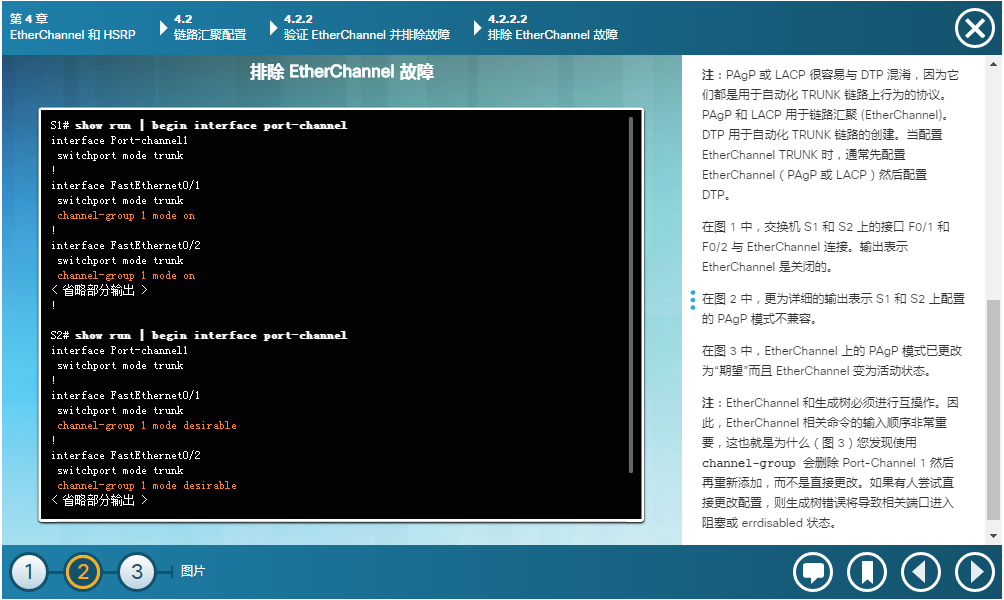 第 4 章
EtherChannel 和 HSRP
4.2
链路汇聚配置
4.2.2
验证 EtherChannel 并排除故障
4.2.2.2
排除 EtherChannel 故障
排除 EtherChannel 故障
S1# show run | begin interface port-channel
interface Port-channel1
switchport mode trunk
!
interface FastEthernet0/1
switchport mode trunk
channel-group 1 mode on
!
interface FastEthernet0/2
switchport mode trunk
channel-group 1 mode on
< 省略部分输出 >
!
S2# show run | begin interface port-channel
interface Port-channel1
switchport mode trunk
!
interface FastEthernet0/1
switchport mode trunk
channel-group 1 mode desirable
!
interface FastEthernet0/2
switchport mode trunk
channel-group 1 mode desirable
< 省略部分输出 >
注：PAgP 或 LACP 很容易与 DTP 混淆，因为它
们都是用于自动化 TRUNK 链路上行为的协议。
PAgP 和 LACP 用于链路汇聚 (EtherChannel)。
DTP 用于自动化 TRUNK 链路的创建。当配置
EtherChannel TRUNK 时，通常先配置
EtherChannel（PAgP 或 LACP）然后配置
DTP。
在图 1 中，交换机 S1 和 S2 上的接口 F0/1 和
F0/2 与 EtherChannel 连接。输出表示
EtherChannel 是关闭的。
在图 2 中，更为详细的输出表示 S1 和 S2 上配置
的 PAgP 模式不兼容。
在图 3 中，EtherChannel 上的 PAgP 模式已更改
为“期望”而且 EtherChannel 变为活动状态。
注：EtherChannel 和生成树必须进行互操作。因
此，EtherChannel 相关命令的输入顺序非常重
要，这也就是为什么（图 3）您发现使用
channel-group 会删除 Port-Channel 1 然后
再重新添加，而不是直接更改。如果有人尝试直
接更改配置，则生成树错误将导致相关端口进入
阻塞或 errdisabled 状态。
1
2
3
图片